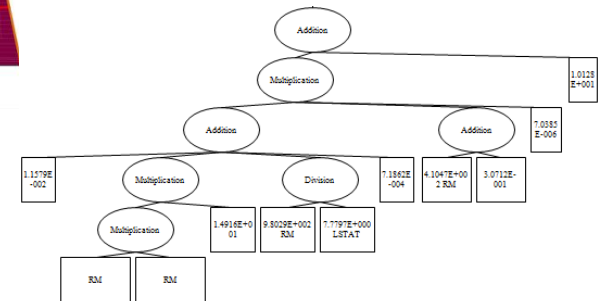 Addition
Multiplication
1.0128
E+001
Addition
Addition
7.0385
E-006
1.1579E
-002
Multiplication
Division
7.1862E
-004
4.1047E+00
2 RM
3.0712E-
001
Multiplication
1.4916E+0
01
9.8029E+002
RM
7.7797E+000
LSTAT
RM
RM